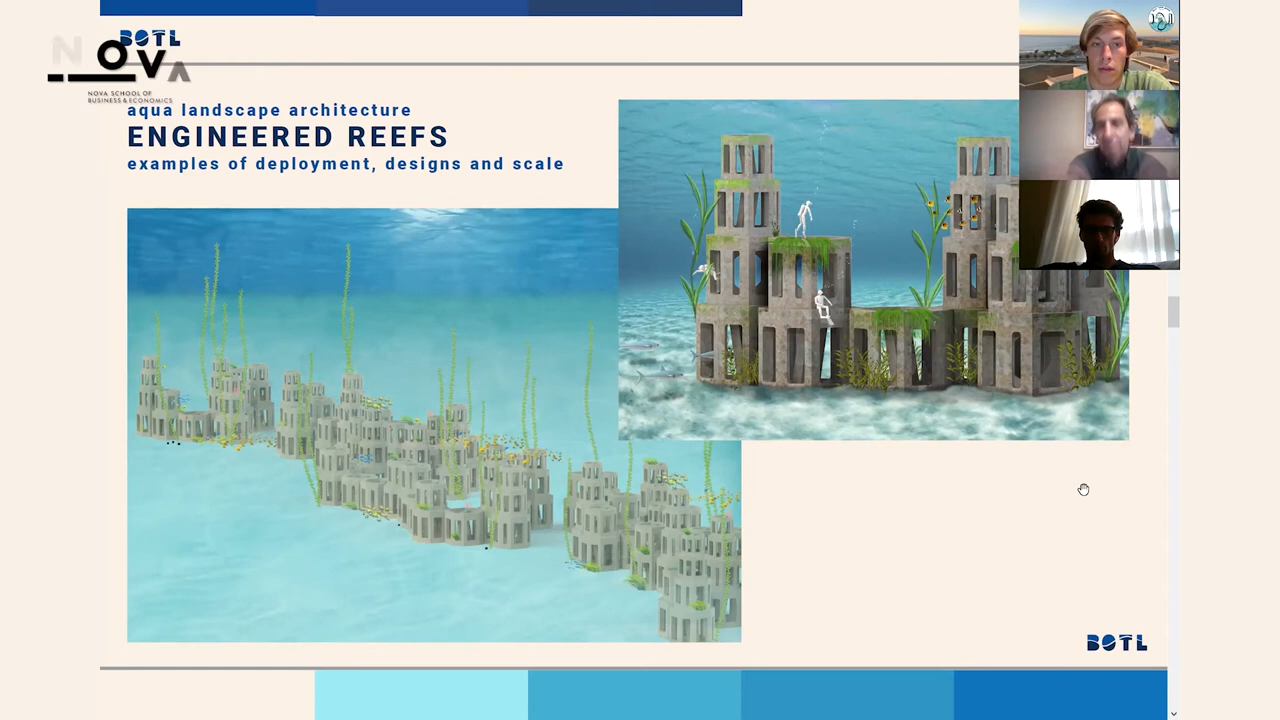 BOTL
NOVA
NOVA SCHOOL OF
BUSINESS & ECONOMICS
aqua landscape architecture
ENGINEERED REEFS
examples of deployment, designs and scale
BOTL